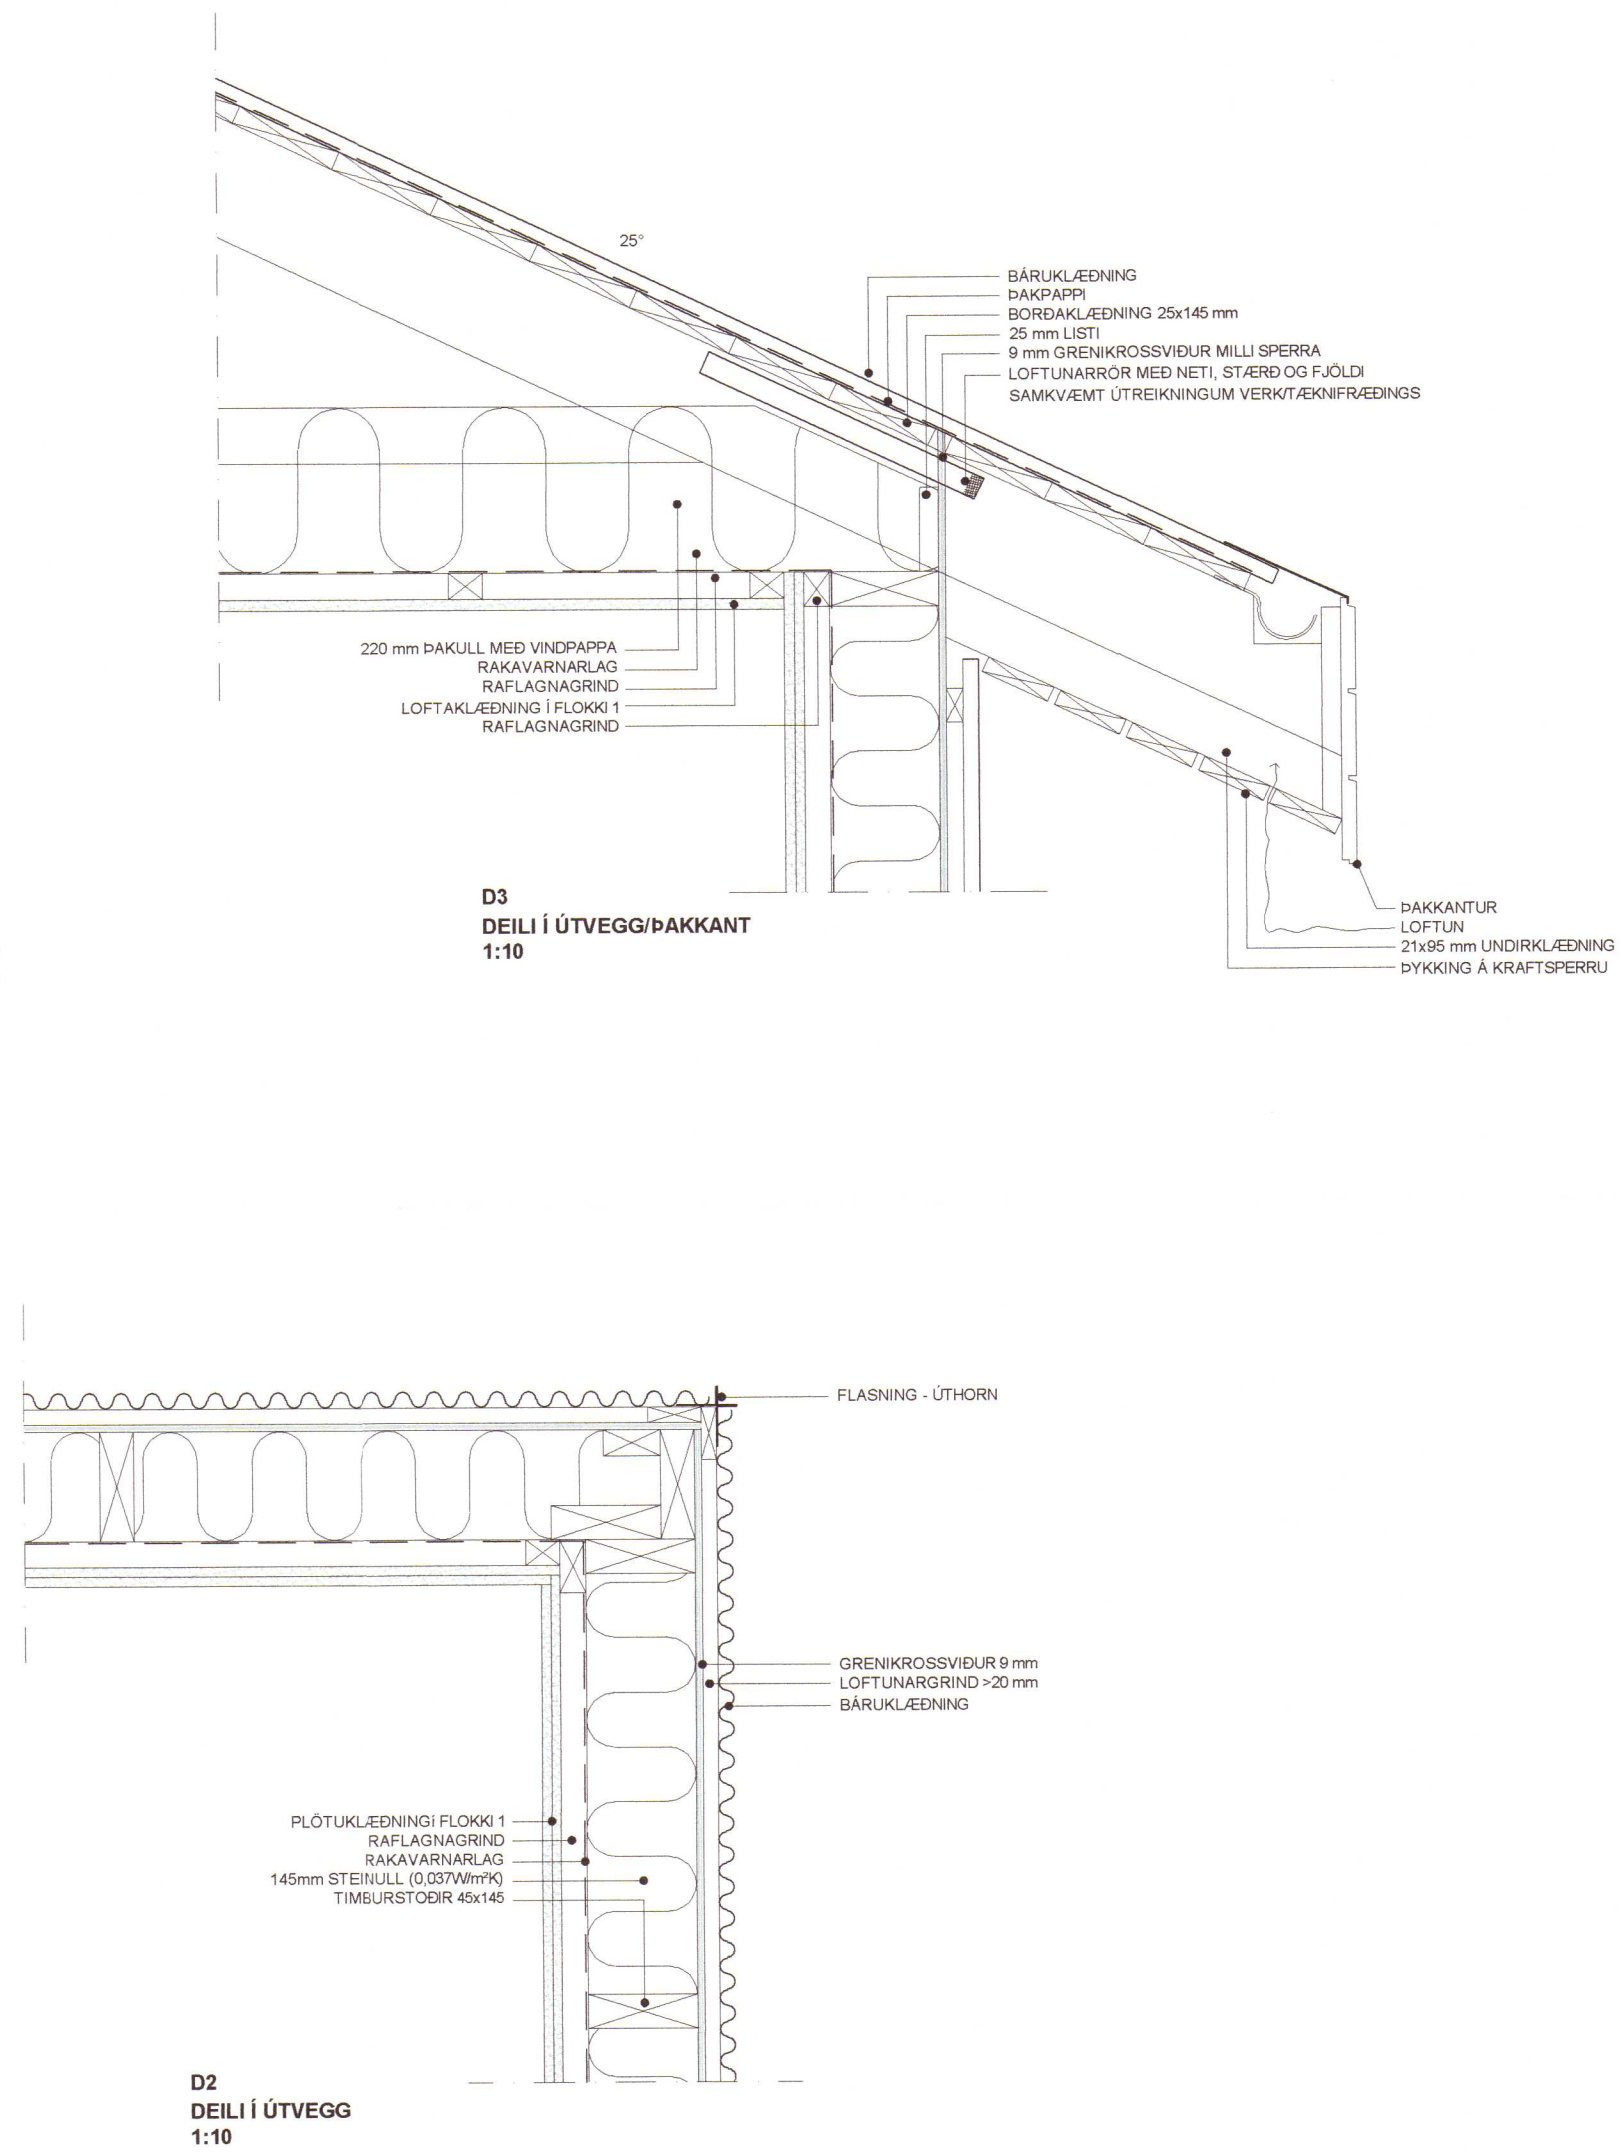 25°
BÁRUKLÆÐNING
ÞAKPAPPI
BORÐAKLÆÐNING 25x145 mm
25 mm LISTI
9 mm GRENIKROSSVIÐUR MILLI SPERRA
LOFTUNARRÖR MEÐ NETI, STÆRÐ OG FJÖLDI
SAMKVÆMT ÚTREIKNINGUM VERK/TÆKNIFRÆÐINGS
220 mm ÞAKULL MEÐ VINDPAPPA
RAKAVARNARLAG
RAFLAGNAGRIND
LOFTAKLÆÐNING Í FLOKKI 1
RAFLAGNAGRIND
D3
DEILI Í ÚTVEGG/ÞAKKANT
1:10
ÞAKKANTUR
LOFTUN
21x95 mm UNDIRKLÆÐNING
ÞYKKING Á KRAFTSPERRU
FLASNING - ÚTHORN
GRENIKROSSVIÐUR 9 mm
LOFTUNARGRIND >20 mm
BÁRUKLÆÐNING
PLÖTUKLÆÐNINGí FLOKKI 1
RAFLAGNAGRIND
RAKAVARNARLAG
145mm STEINULL (0,037W/m²K)
TIMBURSTOÐIR 45x145
D2
DEILI Í ÚTVEGG
1:10